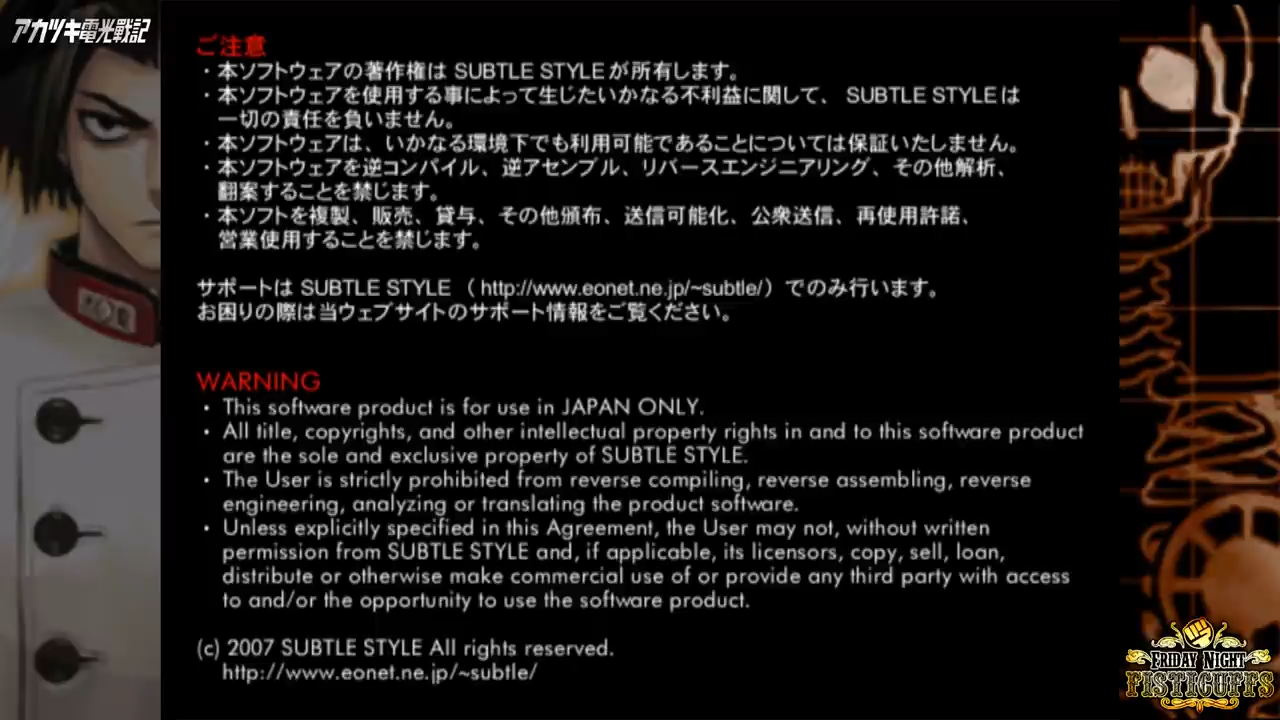 アカツキ電光戦記
ご注意
・本ソフトウェアの著作権は SUBTLE STYLEが所有します。
・本ソフトウェアを使用する事によって生じたいかなる不利益に関して、 SUBTLE STYLEは
一切の責任を負いません。
・本ソフトウェアは、いかなる環境下でも利用可能であることについては保証いたしません。
・本ソフトウェアを逆コンパイル、逆アセンブル、リバースエンジニアリング、その他解析、
翻案することを禁じます。
・本ソフトを複製、販売、貸与、その他頒布、送信可能化、公衆送信、再使用許諾、
営業使用することを禁じます。
サポートは SUBTLE STYLE （ http://www.eonet.ne.jp/~subtle/）でのみ行います。
お困りの際は当ウェブサイトのサポート情報をご覧ください。
WARNING
・ This software product is for use in JAPAN ONLY.
・ All title, copyrights, and other intellectual property rights in and to this software product
are the sole and exclusive property of SUBTLE STYLE.
・ The User is strictly prohibited from reverse compiling, reverse assembling, reverse
engineering, analyzing or translating the product software.
・ Unless explicitly specified in this Agreement, the User may not, without written
permission from SUBTLE STYLE and, if applicable, its licensors, copy, sell, loan,
distribute or otherwise make commercial use of or provide any third party with access
to and/or the opportunity to use the software product.
(c) 2007 SUBTLE STYLE All rights reserved.
http://www.eonet.ne.jp/~subtle/
FRIDAY NIGHT
FISTICUFFS